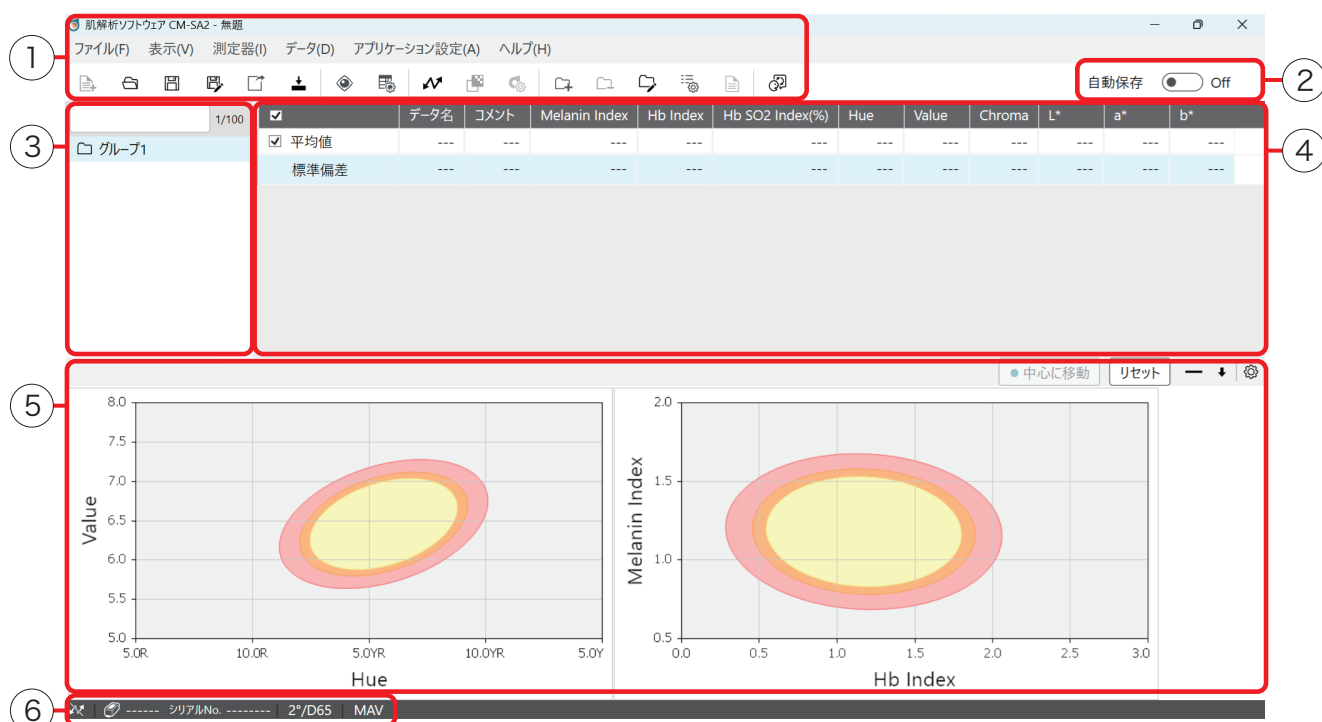 肌解析ソフトウェア CM-SA2 - 無題
ファイル(F) 表示(V) 測定器(I) データ(D) アプリケーション設定(A) ヘルプ(H)
1
自動保存 Off
2
3
1/100
グループ1
データ名 コメント Melanin Index Hb Index Hb SO2 Index(%) Hue Value Chroma L* a* b*
平均値 --- --- --- --- --- --- --- --- --- --- ---
標準偏差 --- --- --- --- --- --- --- --- --- --- ---
4
5
中心に移動 リセット
8.0
7.5
7.0
6.5
6.0
5.5
5.0
Value
5.0R 10.0R 5.0YR 10.0YR 5.0Y
Hue
2.0
1.5
1.0
0.5
Melanin Index
0.0 0.5 1.0 1.5 2.0 2.5 3.0
Hb Index
6
------ シリアルNo. -------- 2°/D65 MAV